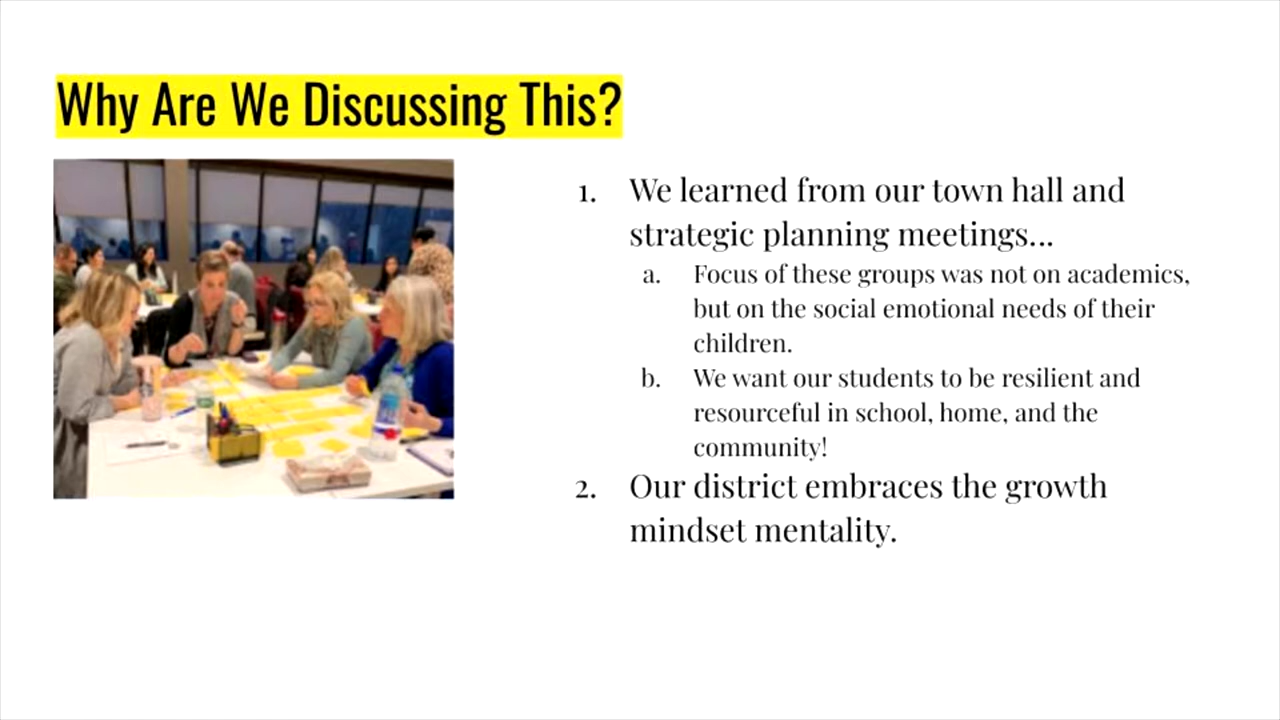 Why Are We Discussing This?
1. We learned from our town hall and
strategic planning meetings...
a. Focus of these groups was not on academics,
but on the social emotional needs of their
children.
b. We want our students to be resilient and
resourceful in school, home, and the
community!
2. Our district embraces the growth
mindset mentality.